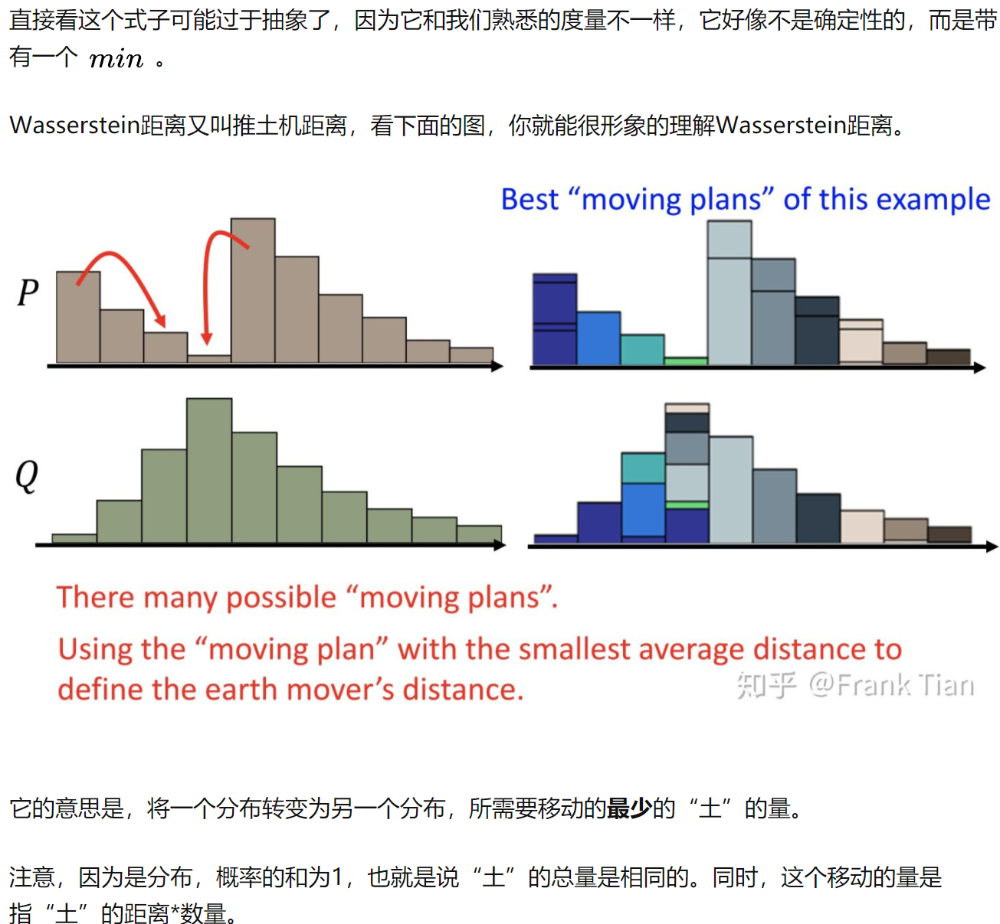 直接看这个式子可能过于抽象了，因为它和我们熟悉的度量不一样，它好像不是确定性的，而是带
有一个 min 。
Wasserstein距离又叫推土机距离，看下面的图，你就能很形象的理解Wasserstein距离。
Best “moving plans” of this example
P
Q
There many possible “moving plans”.
Using the “moving plan” with the smallest average distance to
define the earth mover’s distance.
知乎 @Frank Tian
它的意思是，将一个分布转变为另一个分布，所需要移动的最少的“土”的量。
注意，因为是分布，概率的和为1，也就是说“土”的总量是相同的。同时，这个移动的量是
指“土”的距离*数量。